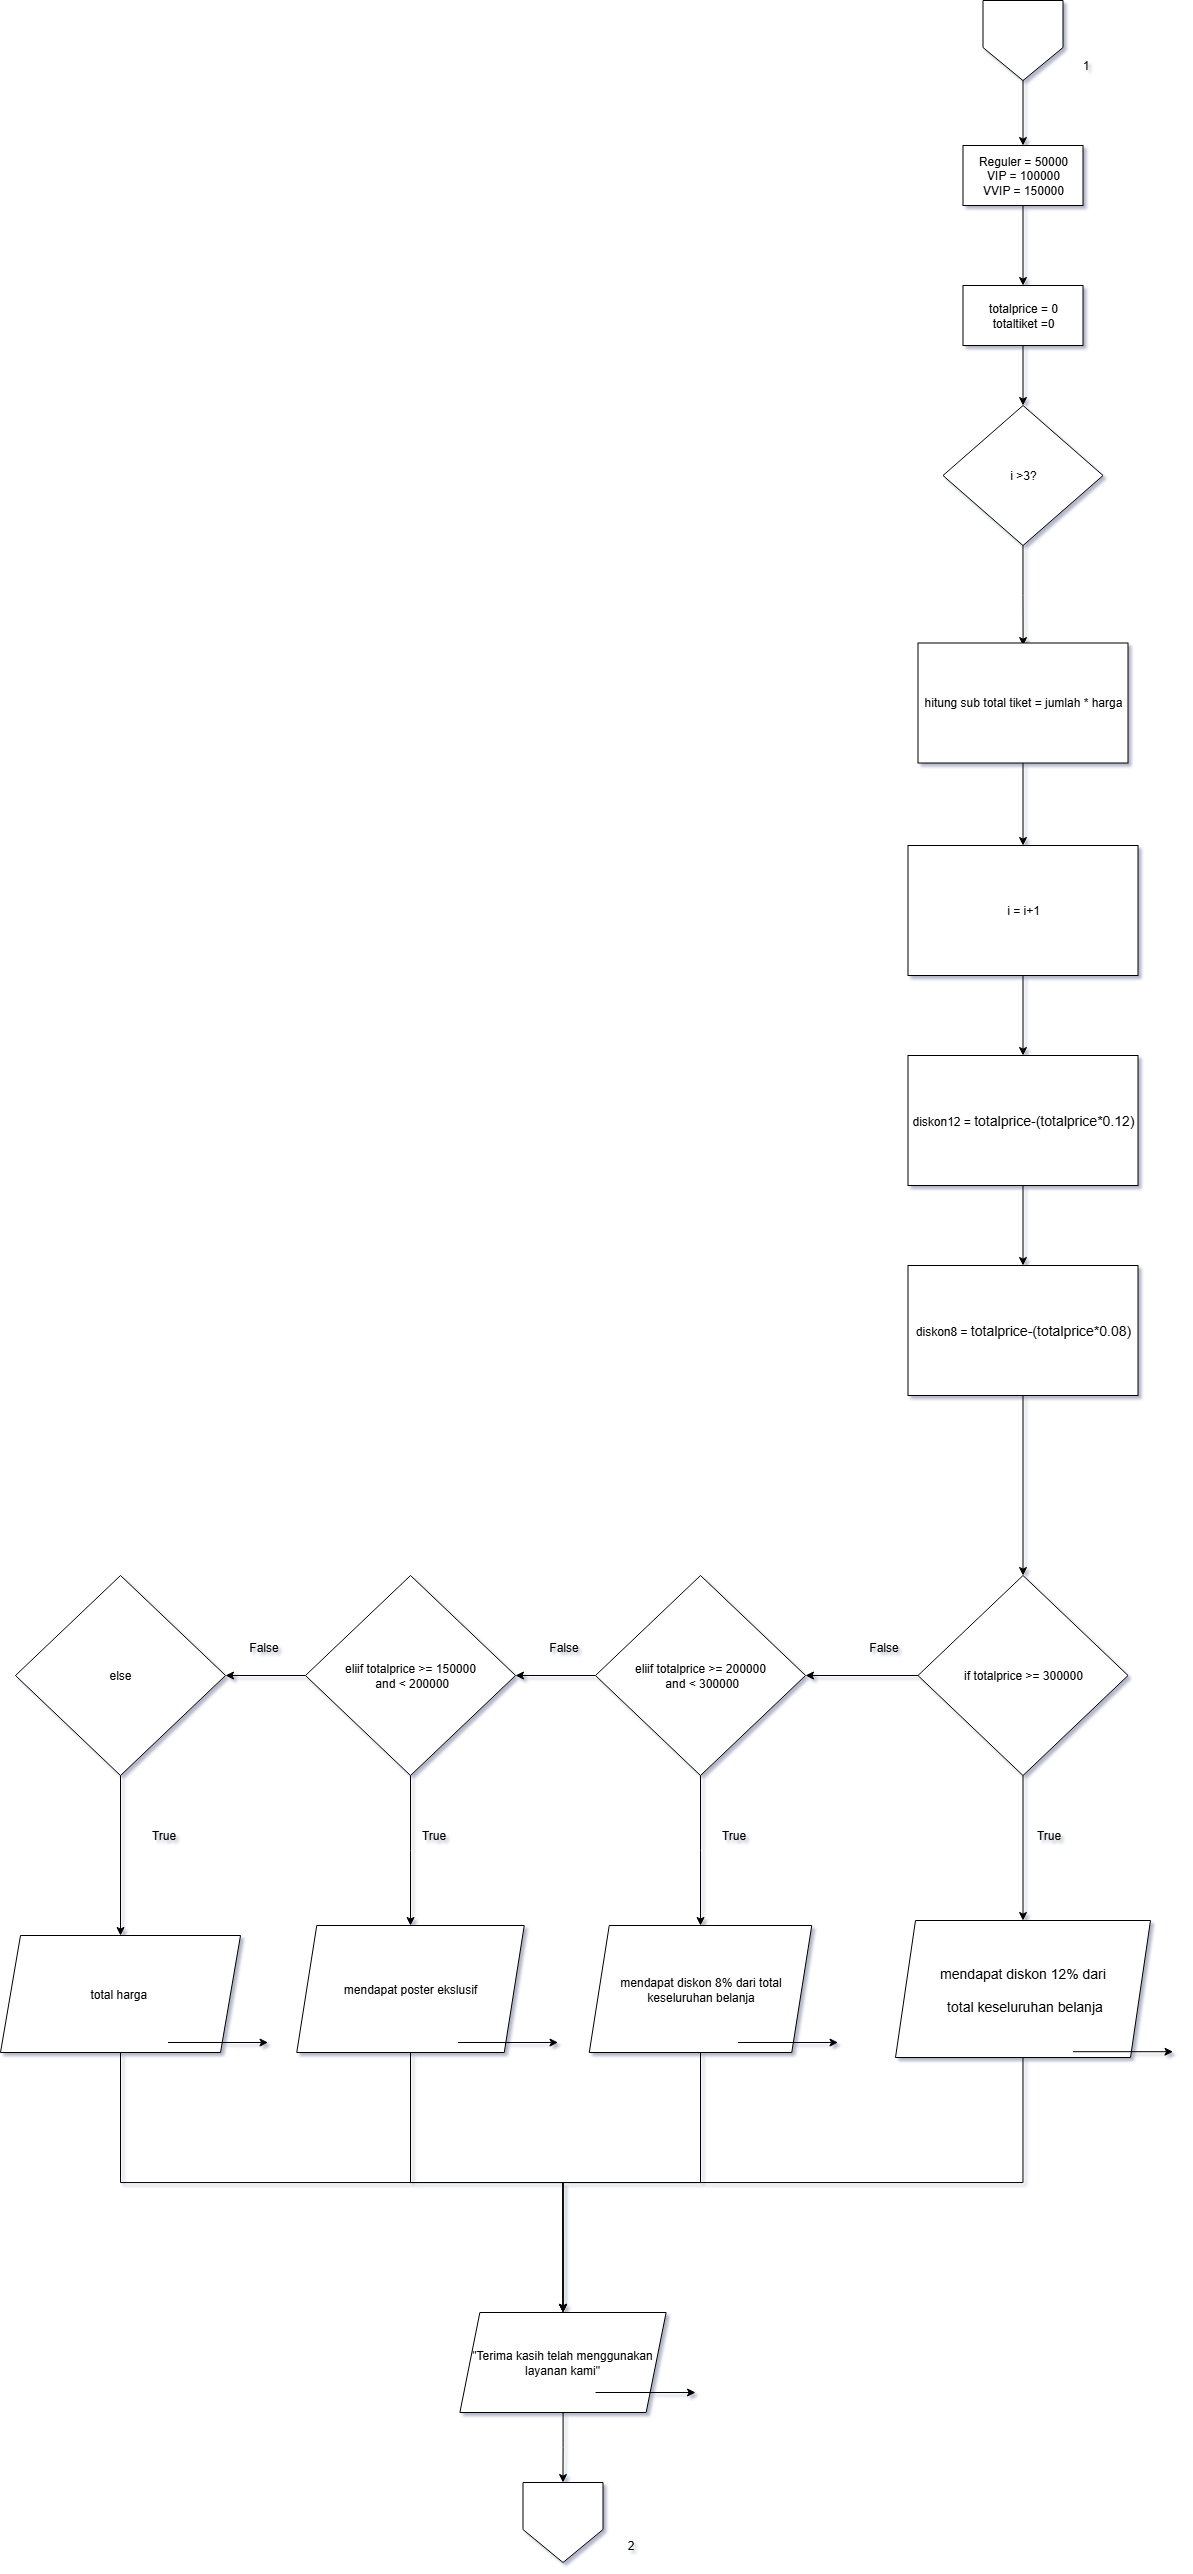 1
Reguler = 50000
VIP = 100000
VVIP = 150000
totalprice = 0
totaltiket =0
i >3?
hitung sub total tiket = jumlah * harga
i = i+1
diskon12 = totalprice-(totalprice*0.12)
diskon8 = totalprice-(totalprice*0.08)
else
False
eliif totalprice >= 150000
and < 200000
False
eliif totalprice >= 200000
and < 300000
False
if totalprice >= 300000
True
True
True
True
total harga
mendapat poster ekslusif
mendapat diskon 8% dari total
keseluruhan belanja
mendapat diskon 12% dari
total keseluruhan belanja
"Terima kasih telah menggunakan
layanan kami"
2